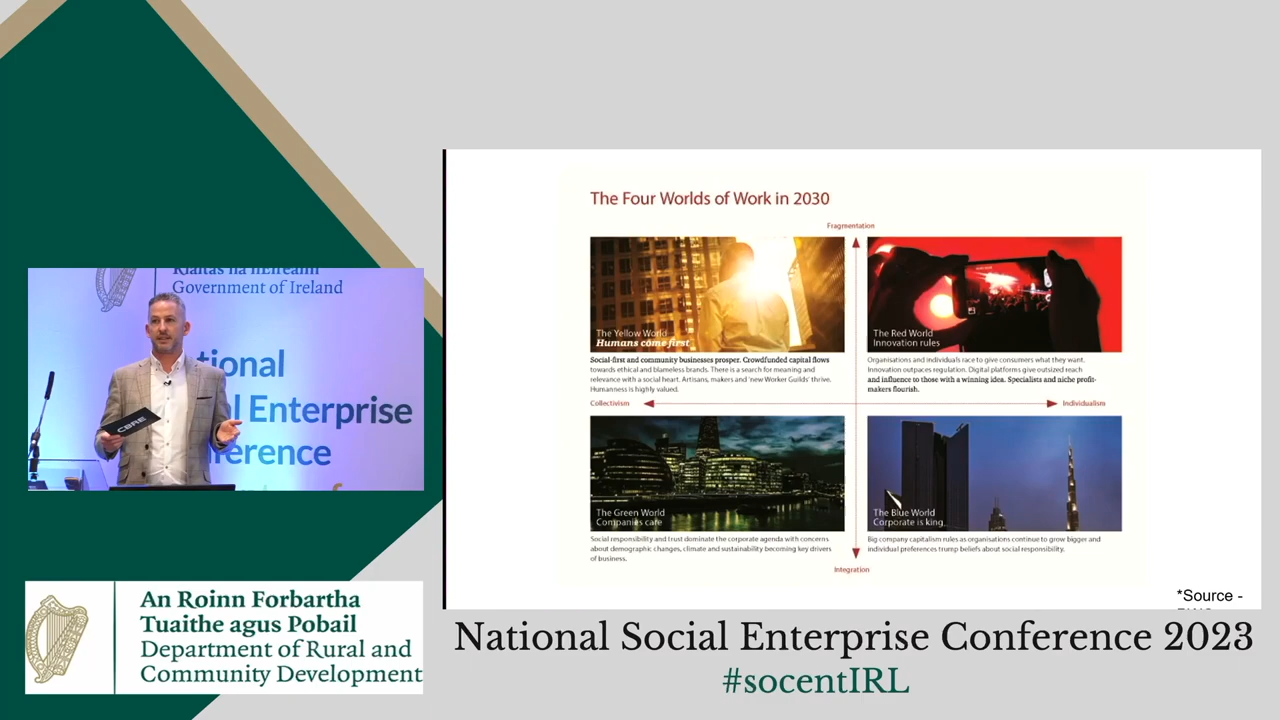 Rialtas na hÉireann
Government of Ireland
tional
l Enterprise
ference
CBRE
An Roinn Forbartha
Tuaithe agus Pobail
Department of Rural and
Community Development
The Four Worlds of Work in 2030
Fragmentation
The Yellow World
Humans come first
Social-first and community businesses prosper. Crowdfunded capital flows
towards ethical and blameless brands. There is a search for meaning and
relevance with a social heart. Artisans, makers and 'new Worker Guilds' thrive.
Humanness is highly valued.
The Red World
Innovation rules
Organisations and individuals race to give consumers what they want.
Innovation outpaces regulation. Digital platforms give outsized reach
and influence to those with a winning idea. Specialists and niche profit-
makers flourish.
Collectivism
Individualism
The Green World
Companies care
Social responsibility and trust dominate the corporate agenda with concerns
about demographic changes, climate and sustainability becoming key drivers
of business.
The Blue World
Corporate is king
Big company capitalism rules as organisations continue to grow bigger and
individual preferences trump beliefs about social responsibility.
Integration
*Source -
National Social Enterprise Conference 2023
#socentIRL